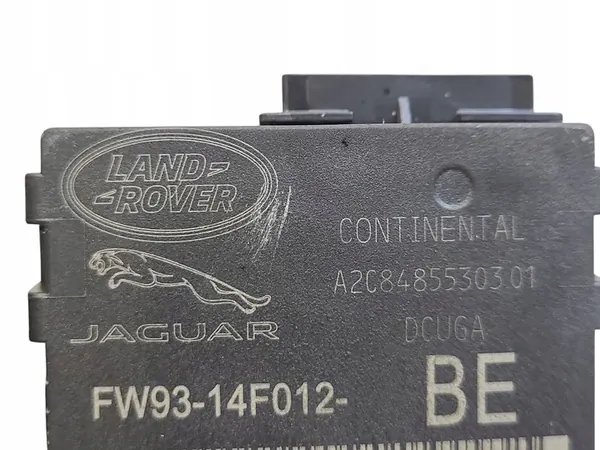 LAND-
-ROVER
CONTINENTAL
A2C8485530301
JAGUAR
DCUGA
FW93-14F012-
BE